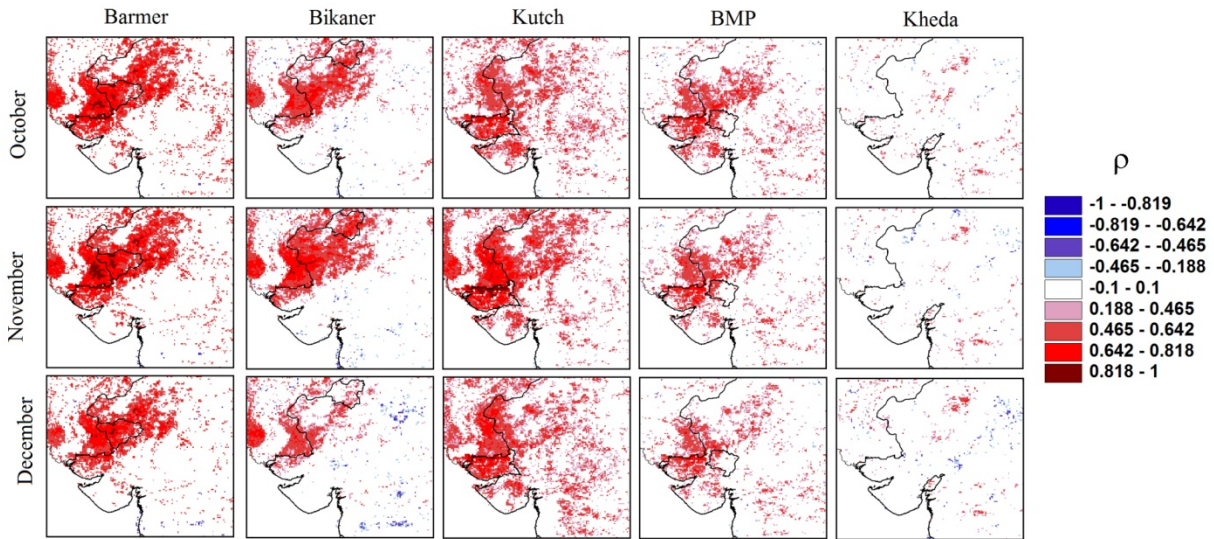 Barmer Bikaner Kutch BMP Kheda
October
November
December
ρ
-1 - -0.819
-0.819 - -0.642
-0.642 - -0.465
-0.465 - -0.188
-0.1 - 0.1
0.188 - 0.465
0.465 - 0.642
0.642 - 0.818
0.818 - 1